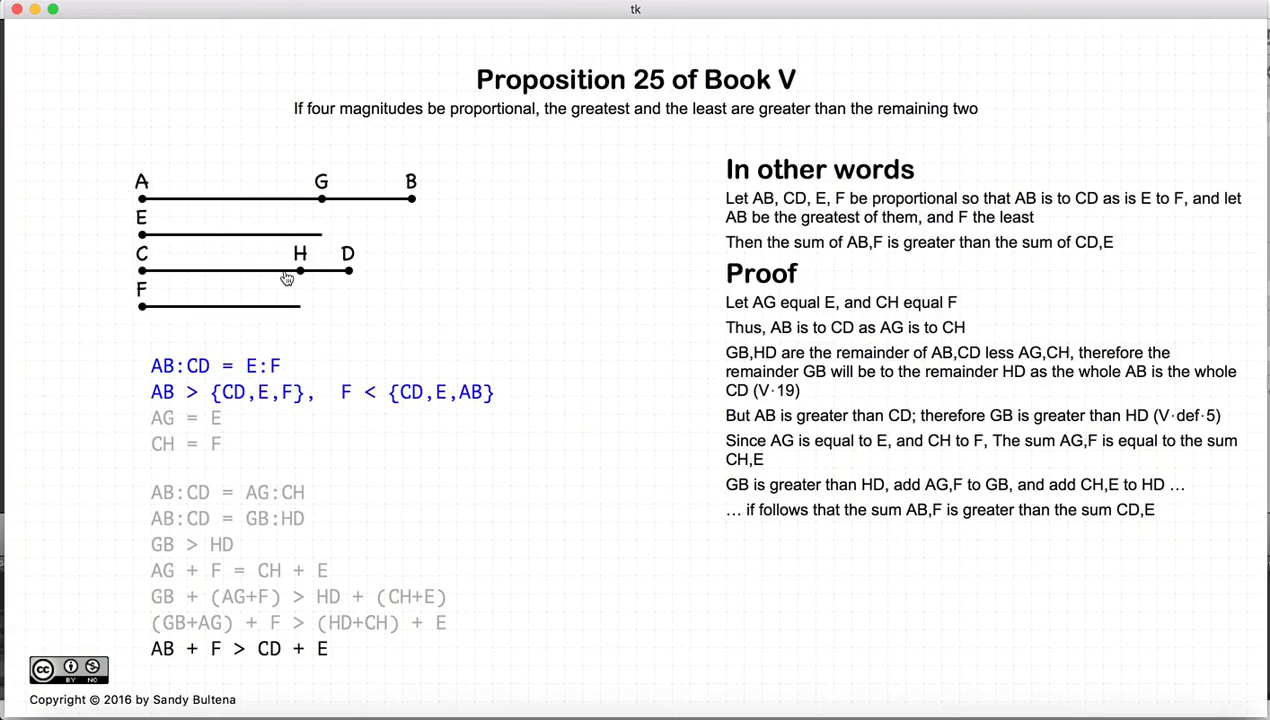 tk
Proposition 25 of Book V
If four magnitudes be proportional, the greatest and the least are greater than the remaining two
A G B
E
C H D
F
AB:CD = E:F
AB > {CD,E,F}, F < {CD,E,AB}
AG = E
CH = F
AB:CD = AG:CH
AB:CD = GB:HD
GB > HD
AG + F = CH + E
GB + (AG+F) > HD + (CH+E)
(GB+AG) + F > (HD+CH) + E
AB + F > CD + E
In other words
Let AB, CD, E, F be proportional so that AB is to CD as is E to F, and let
AB be the greatest of them, and F the least
Then the sum of AB,F is greater than the sum of CD,E
Proof
Let AG equal E, and CH equal F
Thus, AB is to CD as AG is to CH
GB,HD are the remainder of AB,CD less AG,CH, therefore the
remainder GB will be to the remainder HD as the whole AB is the whole
CD (V·19)
But AB is greater than CD; therefore GB is greater than HD (V·def·5)
Since AG is equal to E, and CH to F, The sum AG,F is equal to the sum
CH,E
GB is greater than HD, add AG,F to GB, and add CH,E to HD …
… if follows that the sum AB,F is greater than the sum CD,E
cc
BY NC
Copyright © 2016 by Sandy Bultena